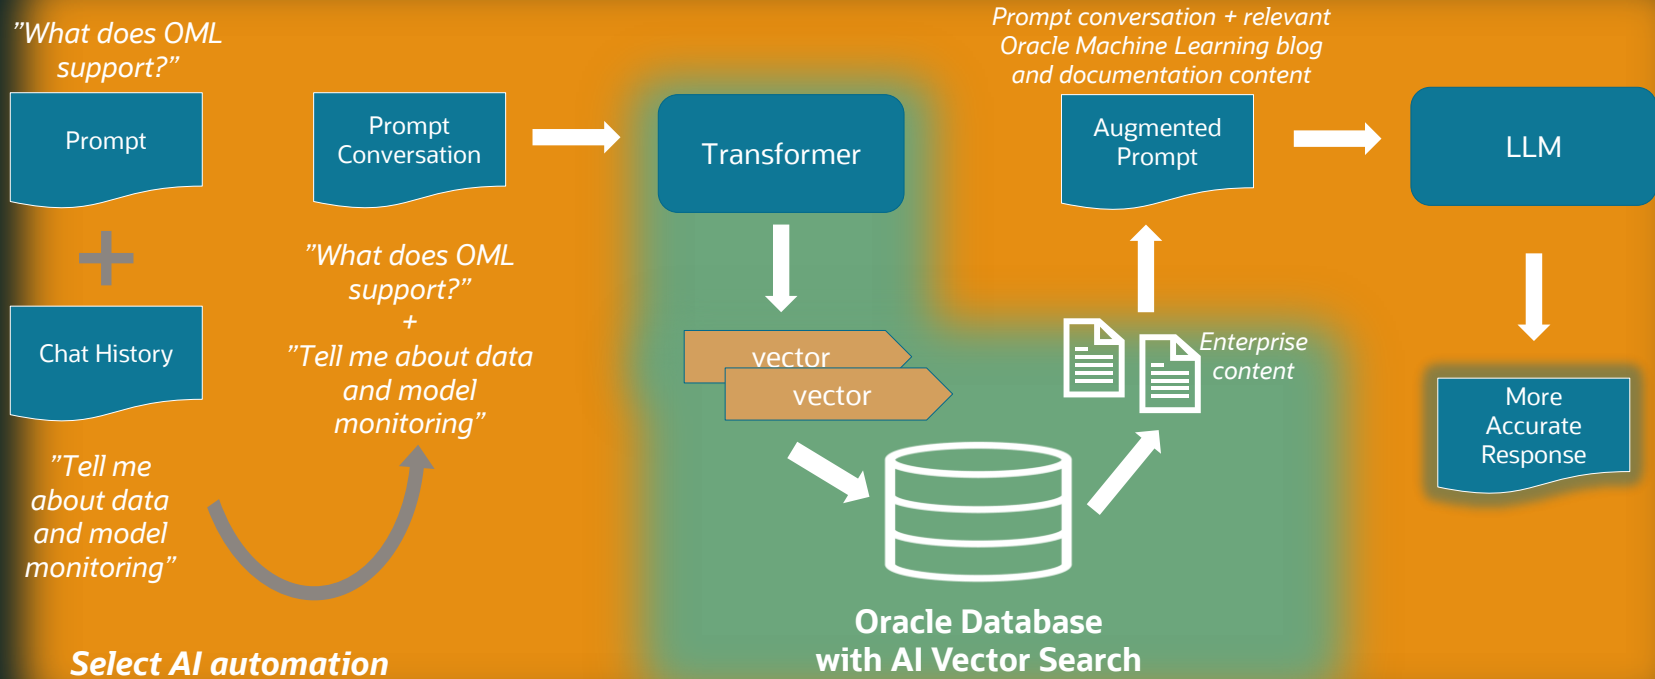 ”What does OML
support?”
Prompt
Chat History
”Tell me
about data
and model
monitoring”
Prompt
Conversation
”What does OML
support?”
+
”Tell me about data
and model
monitoring”
Select AI automation
Transformer
vector
vector
Oracle Database
with AI Vector Search
Enterprise
content
Prompt conversation + relevant
Oracle Machine Learning blog
and documentation content
Augmented
Prompt
LLM
More
Accurate
Response